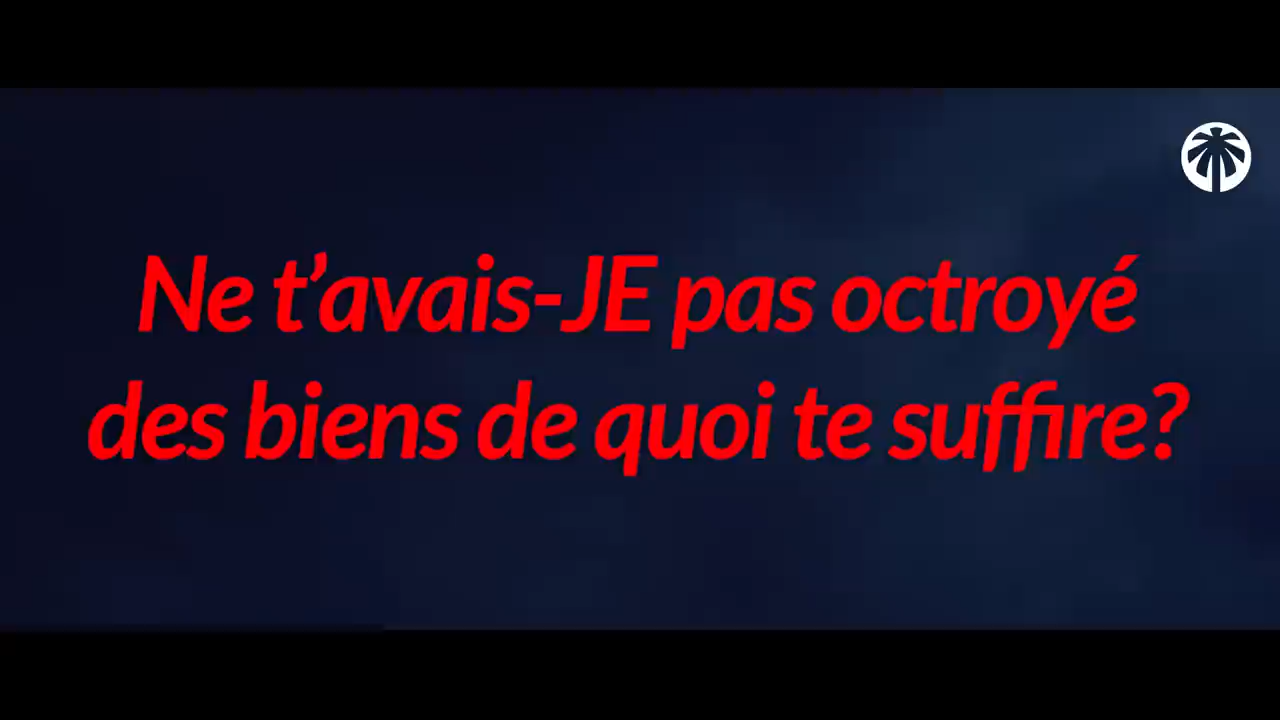 Ne t’avais-JE pas octroyé
des biens de quoi te suffire?